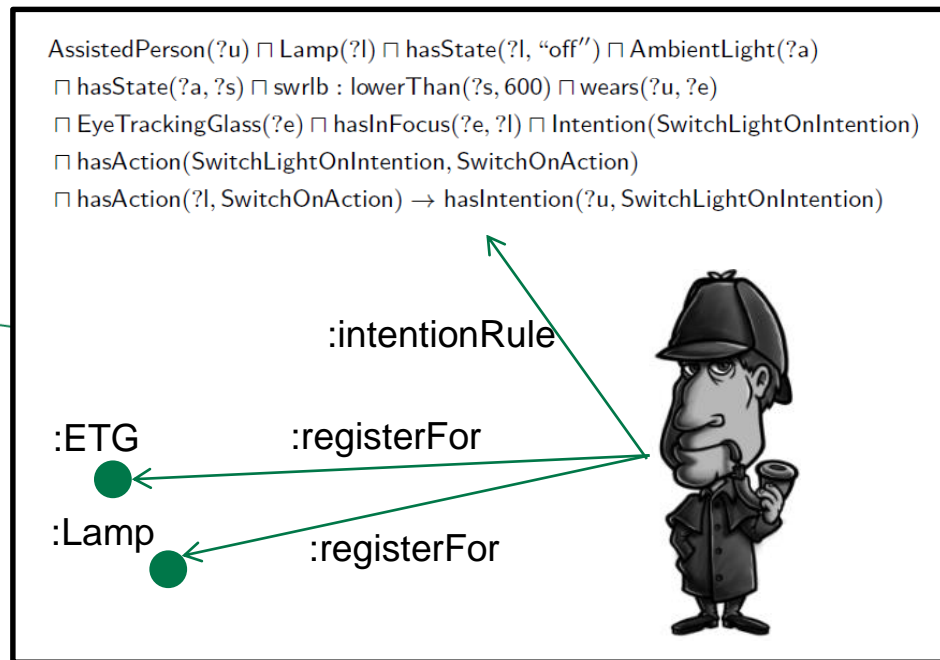 AssistedPerson(?u) ⊓ Lamp(?l) ⊓ hasState(?l, “off″) ⊓ AmbientLight(?a)
⊓ hasState(?a, ?s) ⊓ swrlb : lowerThan(?s, 600) ⊓ wears(?u, ?e)
⊓ EyeTrackingGlass(?e) ⊓ hasInFocus(?e, ?l) ⊓ Intention(SwitchLightOnIntention)
⊓ hasAction(SwitchLightOnIntention, SwitchOnAction)
⊓ hasAction(?l, SwitchOnAction) → hasIntention(?u, SwitchLightOnIntention)
:intentionRule
:ETG
:registerFor
:Lamp
:registerFor